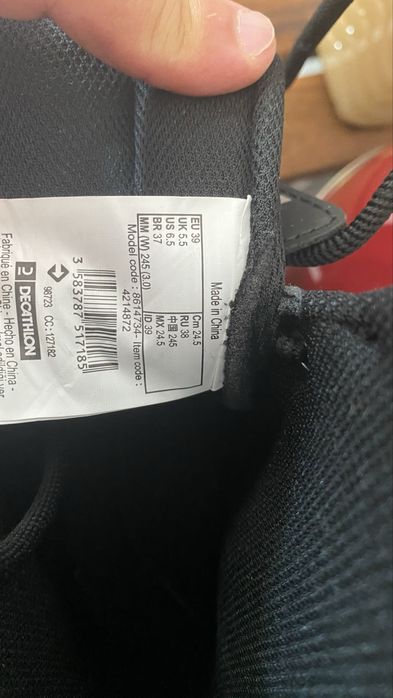 Made in China
EU 39 Cm 24.5
UK 5.5 RU 38
US 6.5 中国 245
BR 37 MX 24.5
MM (W) 245 (3.0) ID 39
Model code : 8614734- Item code :
4214872
3 583787 517185
98723 CC : 127182
DECATHLON
Fabriqué en Chine - Hecho en China -